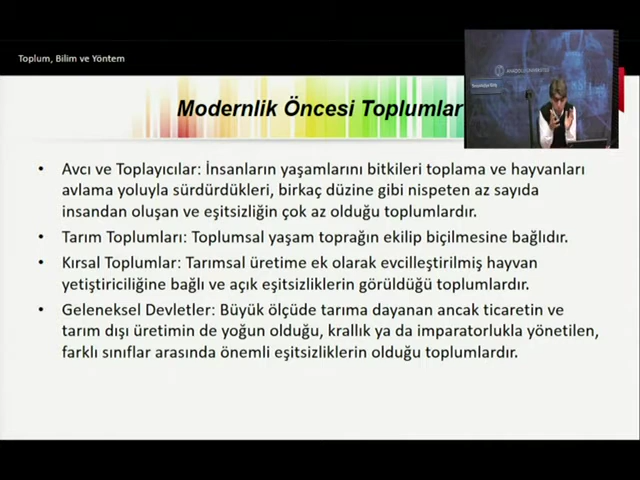 Toplum, Bilim ve Yöntem
Modernlik Öncesi Toplumlar
• Avcı ve Toplayıcılar: İnsanların yaşamlarını bitkileri toplama ve hayvanları
avlama yoluyla sürdürdükleri, birkaç düzine gibi nispeten az sayıda
insandan oluşan ve eşitsizliğin çok az olduğu toplumlardır.
• Tarım Toplumları: Toplumsal yaşam toprağın ekilip biçilmesine bağlıdır.
• Kırsal Toplumlar: Tarımsal üretime ek olarak evcilleştirilmiş hayvan
yetiştiriciliğine bağlı ve açık eşitsizliklerin görüldüğü toplumlardır.
• Geleneksel Devletler: Büyük ölçüde tarıma dayanan ancak ticaretin ve
tarım dışı üretimin de yoğun olduğu, krallık ya da imparatorlukla yönetilen,
farklı sınıflar arasında önemli eşitsizliklerin olduğu toplumlardır.